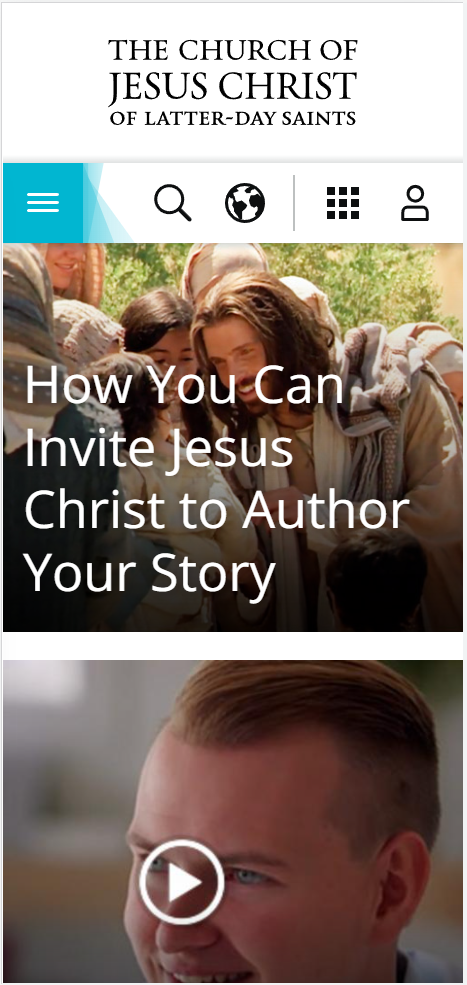 THE CHURCH OF
JESUS CHRIST
OF LATTER-DAY SAINTS
How You Can
Invite Jesus
Christ to Author
Your Story